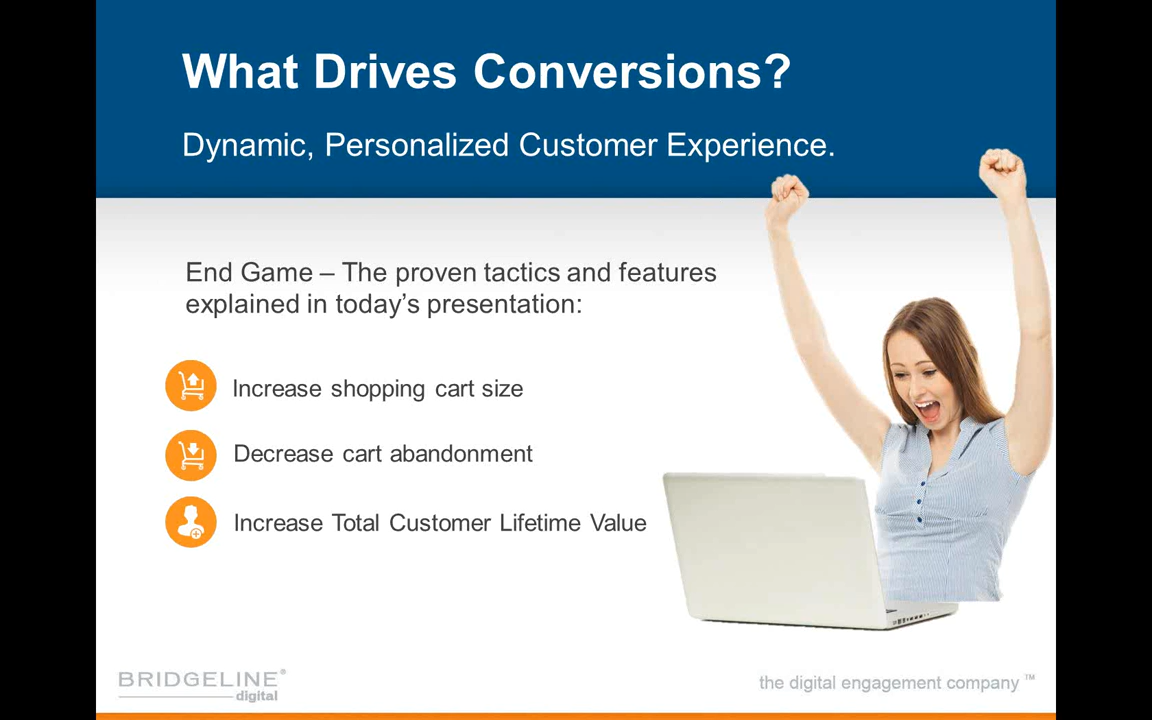 What Drives Conversions?
Dynamic, Personalized Customer Experience.
End Game – The proven tactics and features
explained in today’s presentation:
Increase shopping cart size
Decrease cart abandonment
Increase Total Customer Lifetime Value
BRIDGELINE®
digital
the digital engagement company ™